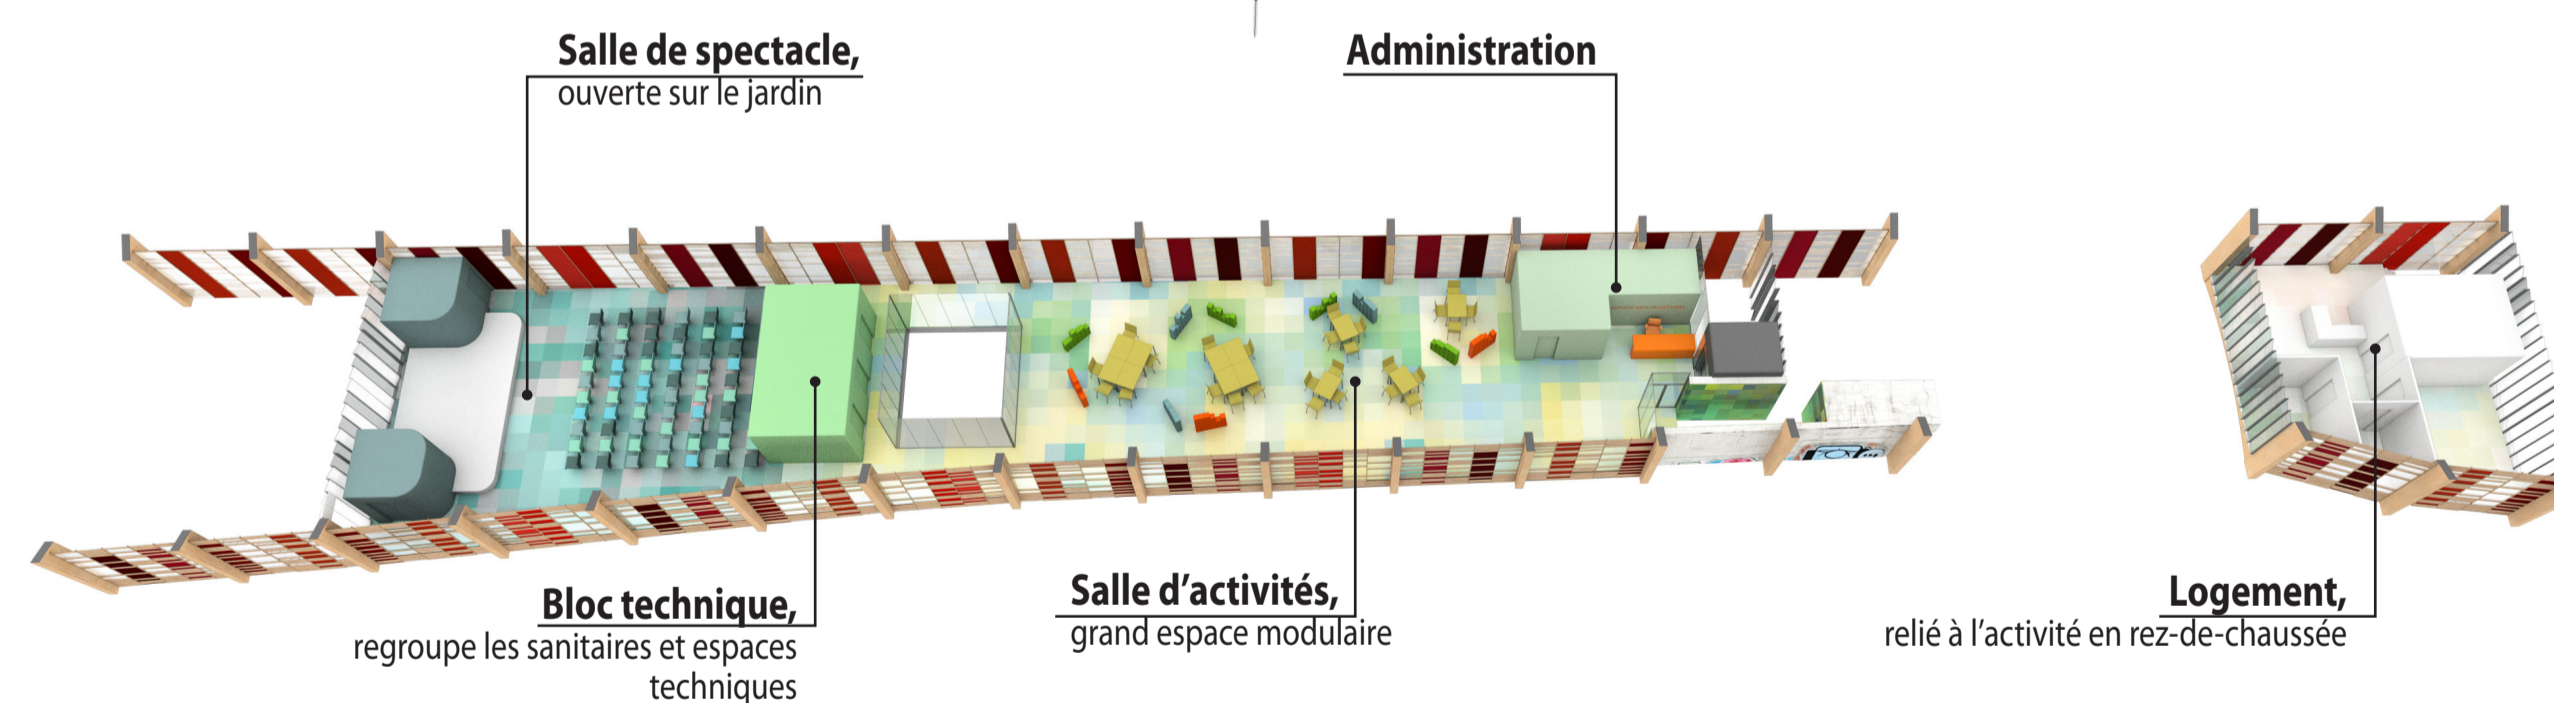 Salle de spectacle,
ouverte sur le jardin
Administration
Bloc technique,
regroupe les sanitaires et espaces
techniques
Salle d’activités,
grand espace modulaire
Logement,
relié à l’activité en rez-de-chaussée